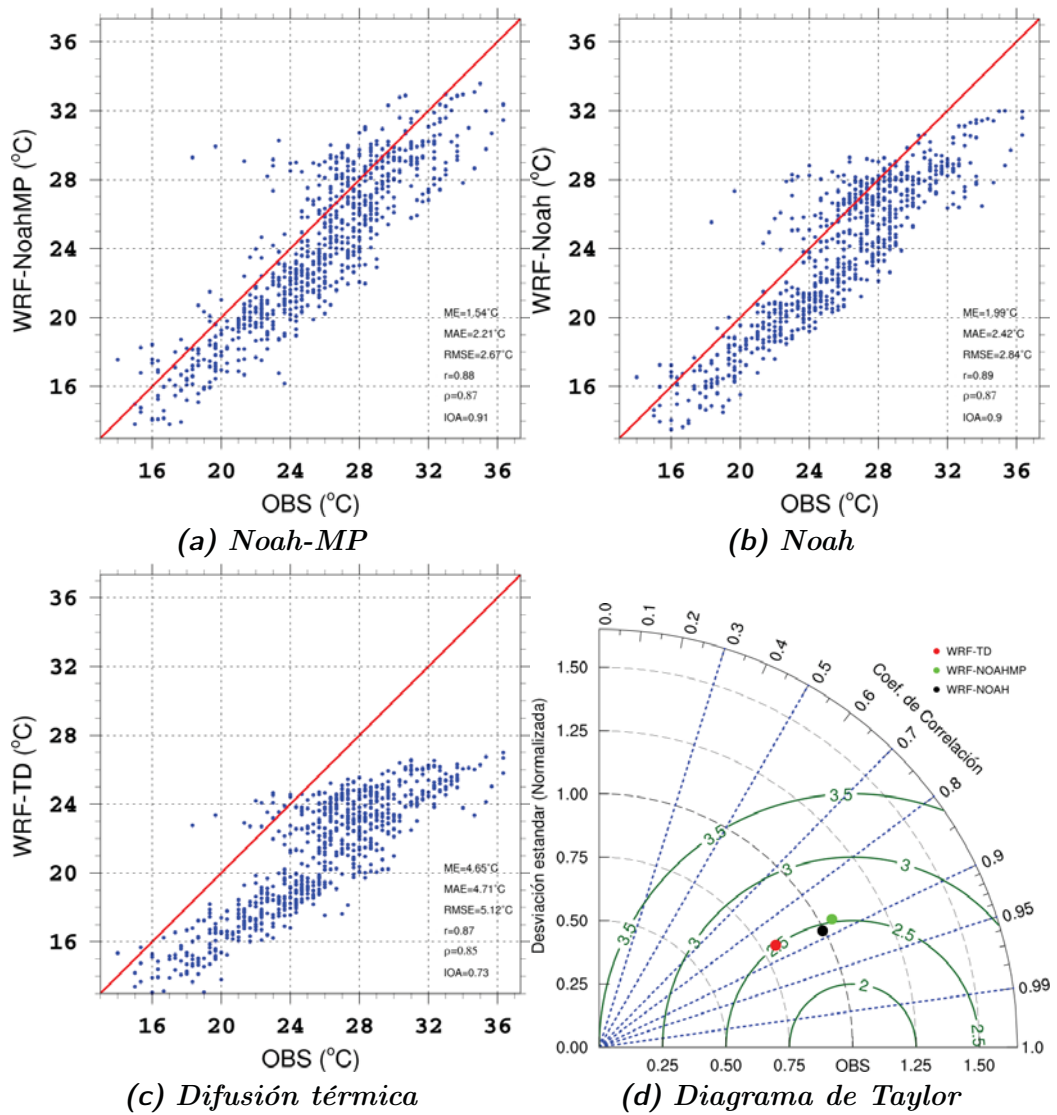 36
32
28
24
20
16
WRF-NoahMP (°C)
ME=1.54°C
MAE=2.21°C
RMSE=2.67°C
r=0.88
ρ=0.87
IOA=0.91
16 20 24 28 32 36
OBS (°C)
(a) Noah-MP
36
32
28
24
20
16
WRF-Noah (°C)
ME=1.99°C
MAE=2.42°C
RMSE=2.84°C
r=0.89
ρ=0.87
IOA=0.9
16 20 24 28 32 36
OBS (°C)
(b) Noah
36
32
28
24
20
16
WRF-TD (°C)
ME=4.65°C
MAE=4.71°C
RMSE=5.12°C
r=0.87
ρ=0.85
IOA=0.73
16 20 24 28 32 36
OBS (°C)
(c) Difusión térmica
WRF-TD
WRF-NOAHMP
WRF-NOAH
Coef. de Correlación
0.0 0.1 0.2 0.3 0.4 0.5 0.6 0.7 0.8 0.9 0.95 0.99 1.0
Desviación estandar (Normalizada)
1.50
1.25
1.00
0.75
0.50
0.25
0.00
3.5 3.5 3.5
3 3 3
2.5 2.5 2.5
2
0.25 0.50 0.75 OBS 1.25 1.50
(d) Diagrama de Taylor